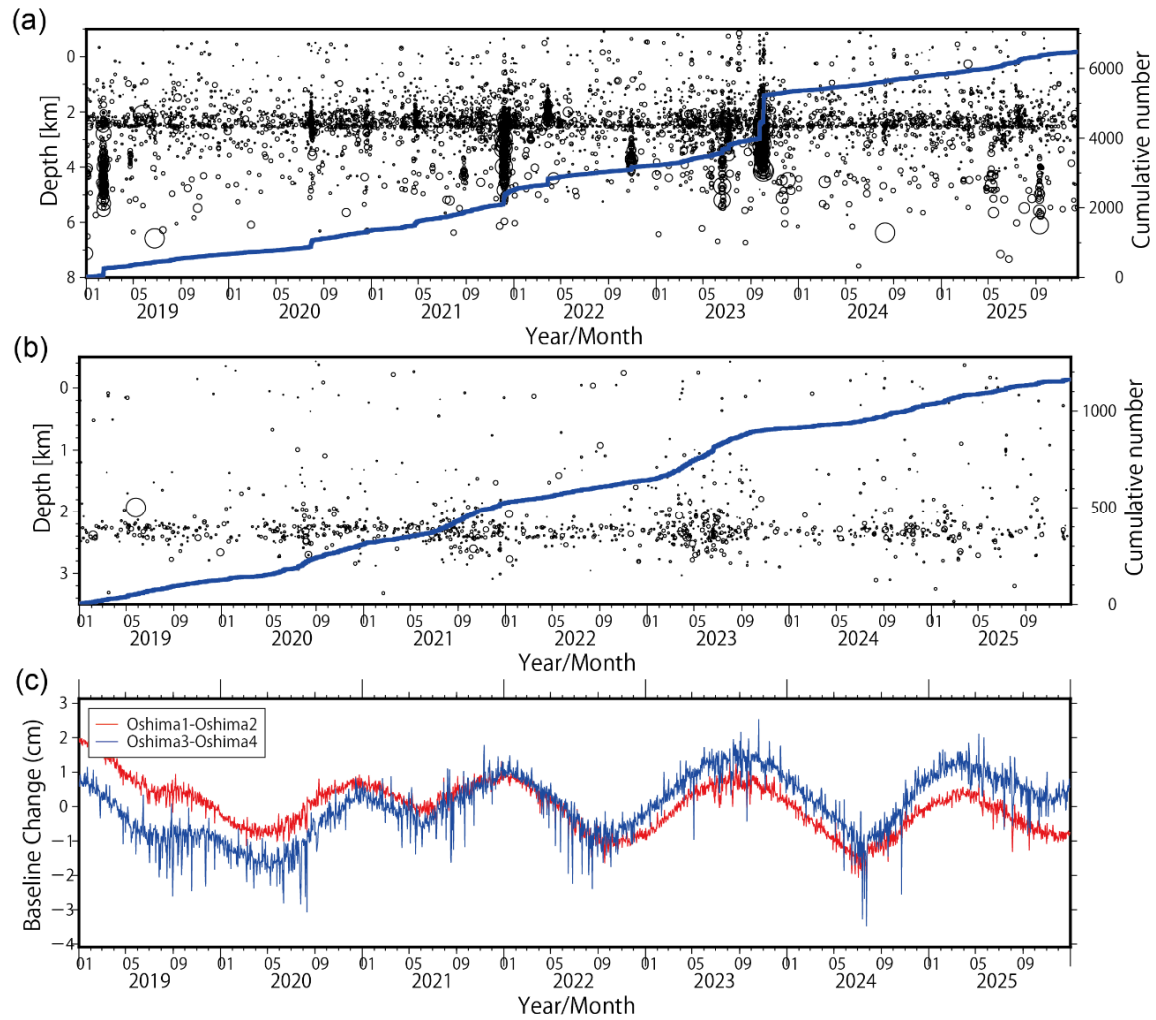 (a)
0
2
4
6
8
Depth [km]
6000
4000
2000
0
Cumulative number
01 05 09 01 05 09 01 05 09 01 05 09 01 05 09 01 05 09 01 05 09
2019 2020 2021 2022 2023 2024 2025
Year/Month
(b)
0
1
2
3
Depth [km]
1000
500
0
Cumulative number
01 05 09 01 05 09 01 05 09 01 05 09 01 05 09 01 05 09 01 05 09
2019 2020 2021 2022 2023 2024 2025
Year/Month
(c)
3
2
1
0
−1
−2
−3
−4
Baseline Change (cm)
Oshima1-Oshima2
Oshima3-Oshima4
01 05 09 01 05 09 01 05 09 01 05 09 01 05 09 01 05 09 01 05 09
2019 2020 2021 2022 2023 2024 2025
Year/Month